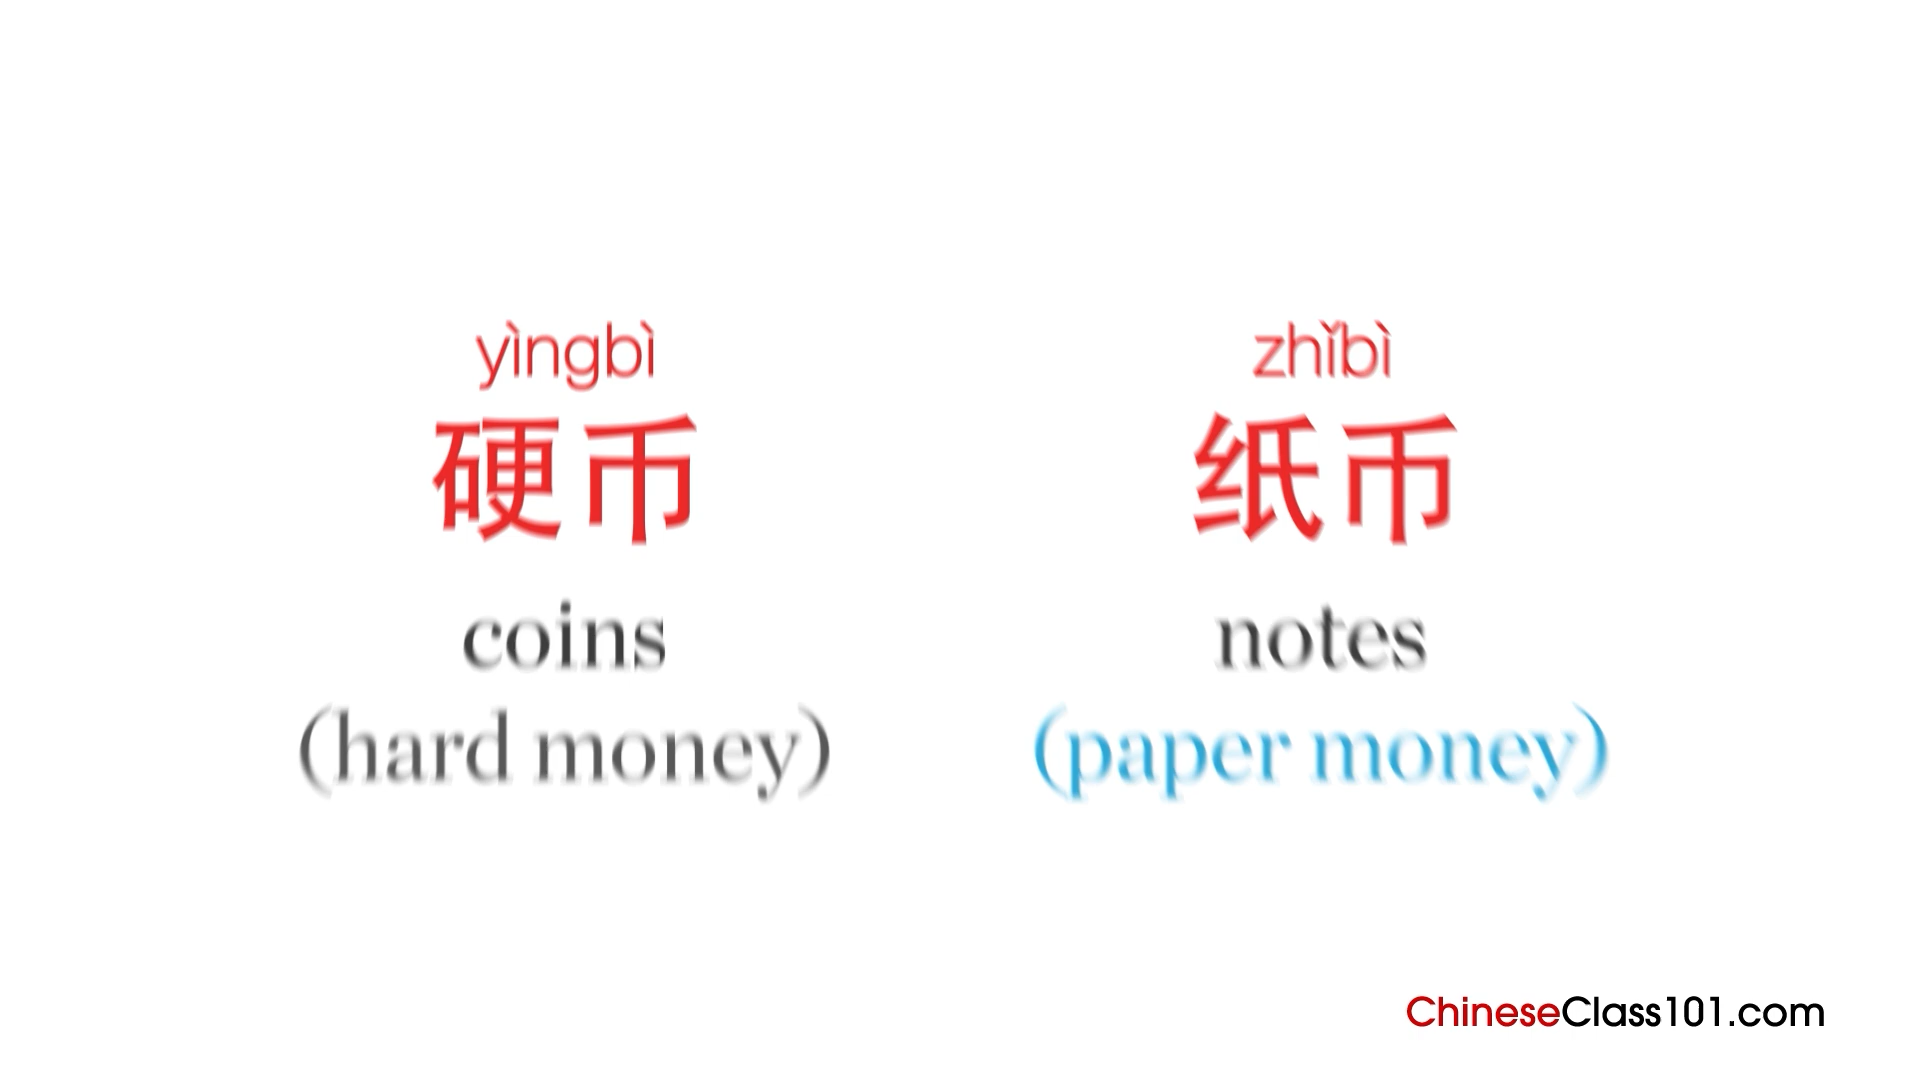 yìngbì
硬币
coins
(hard money)
zhǐbì
纸币
notes
(paper money)
ChineseClass101.com